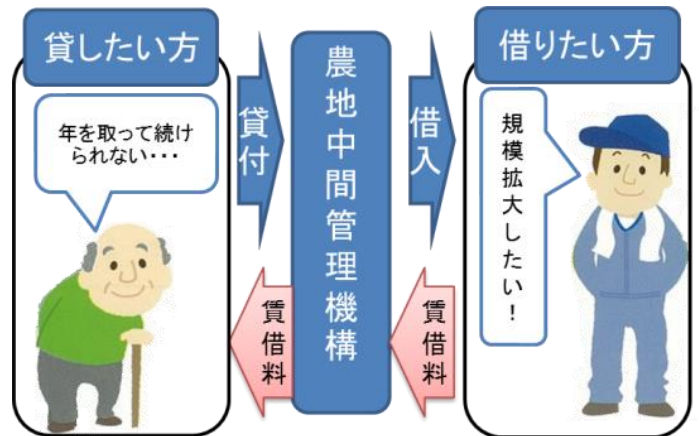 貸したい方
年を取って続け
られない・・・
貸付
賃借料
農地中間管理機構
借入
賃借料
借りたい方
規模拡大したい！